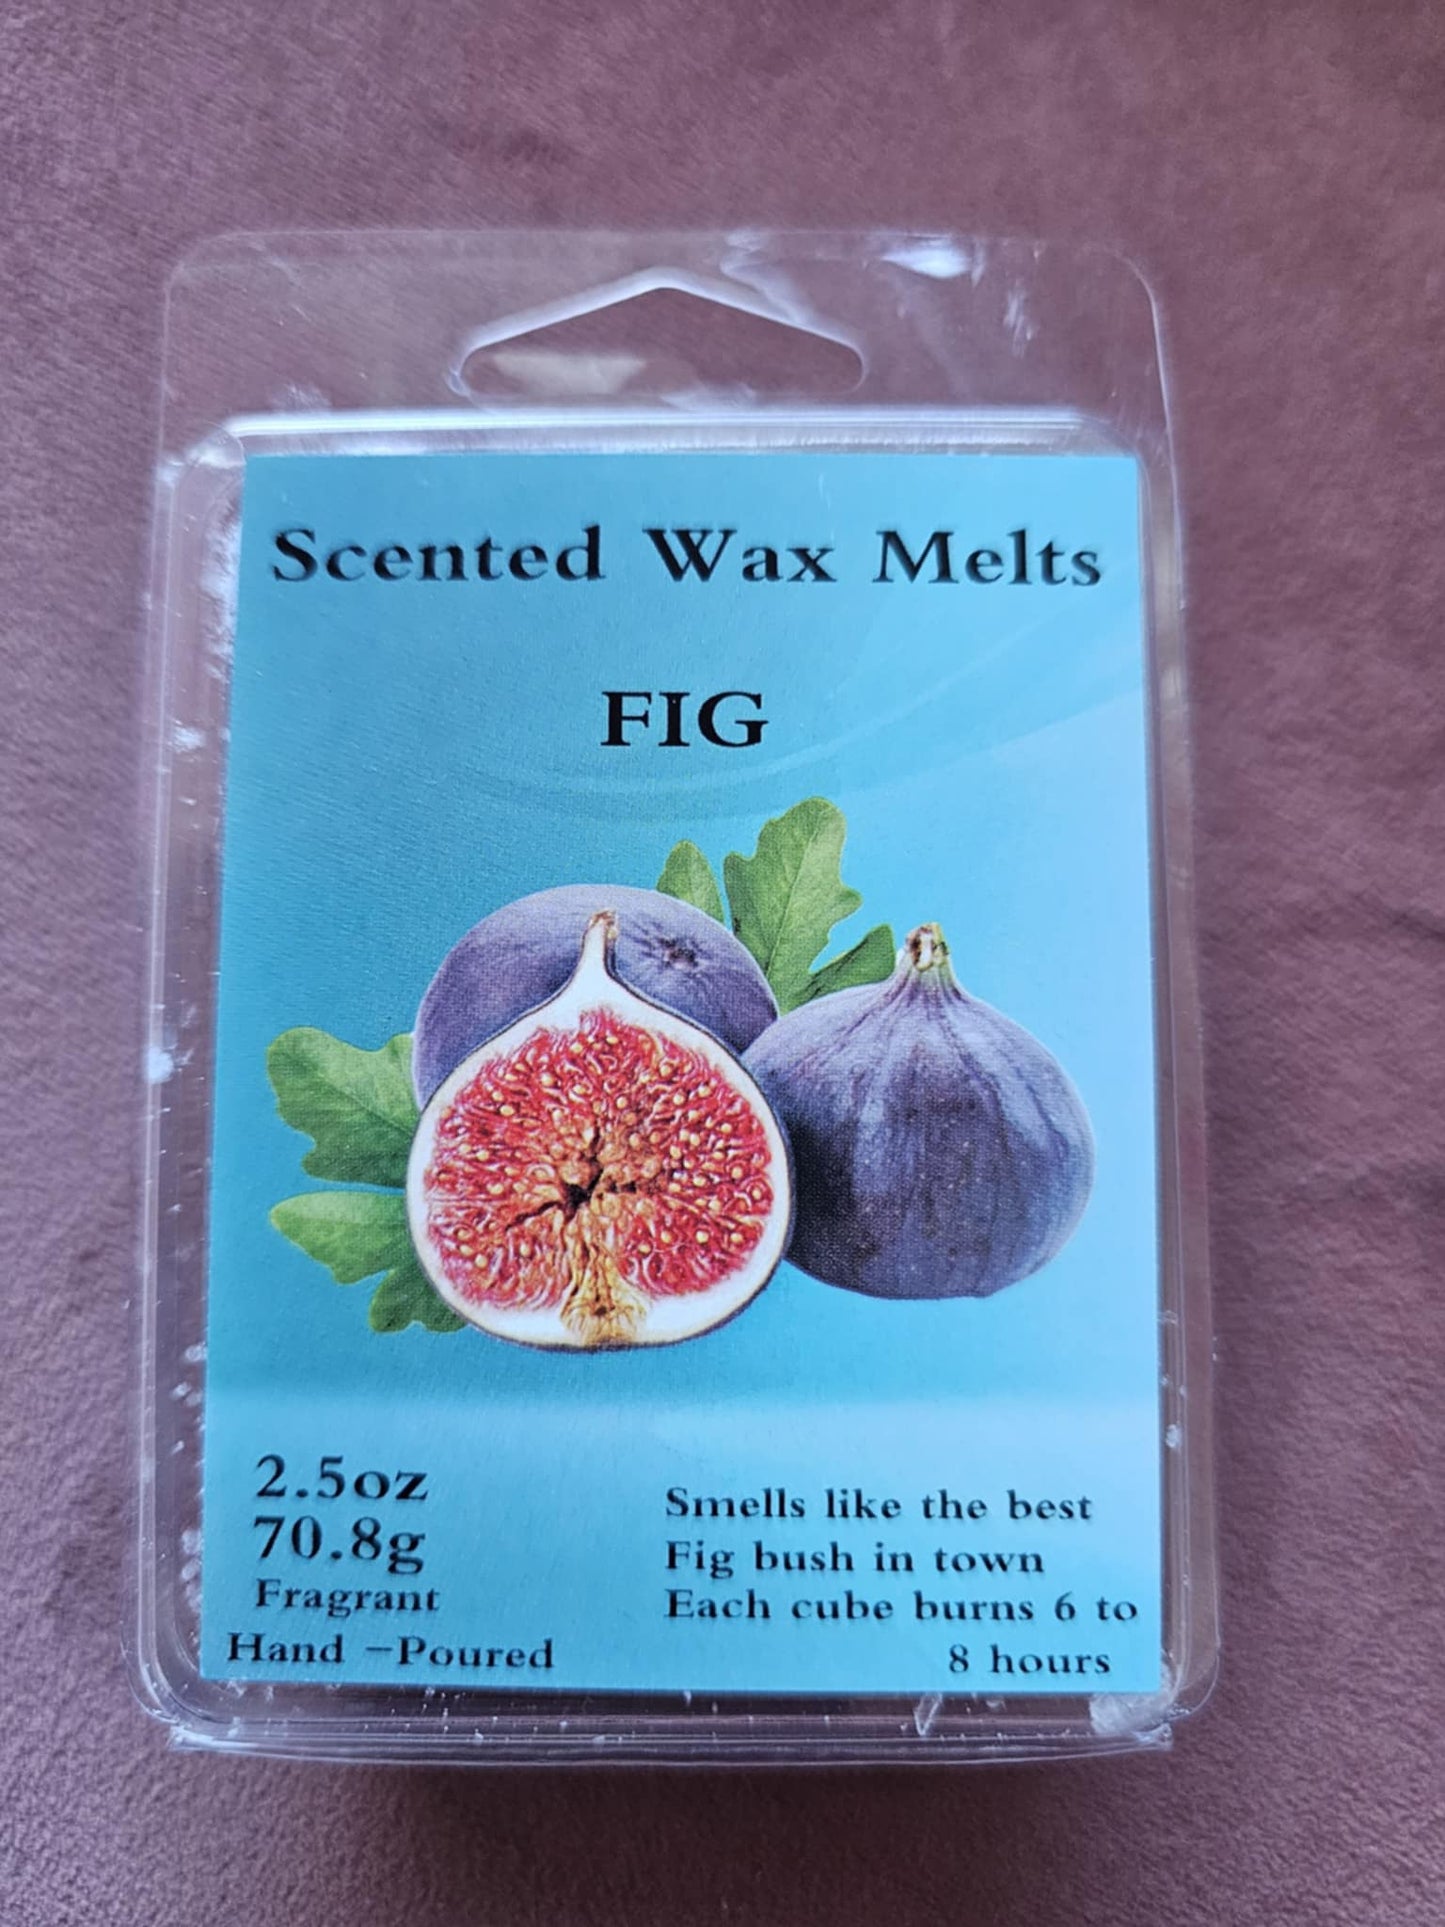 Scented Wax Melts
FIG
2.5oz
70.8g
Fragrant
Hand -Poured
Smells like the best
Fig bush in town
Each cube burns 6 to
8 hours